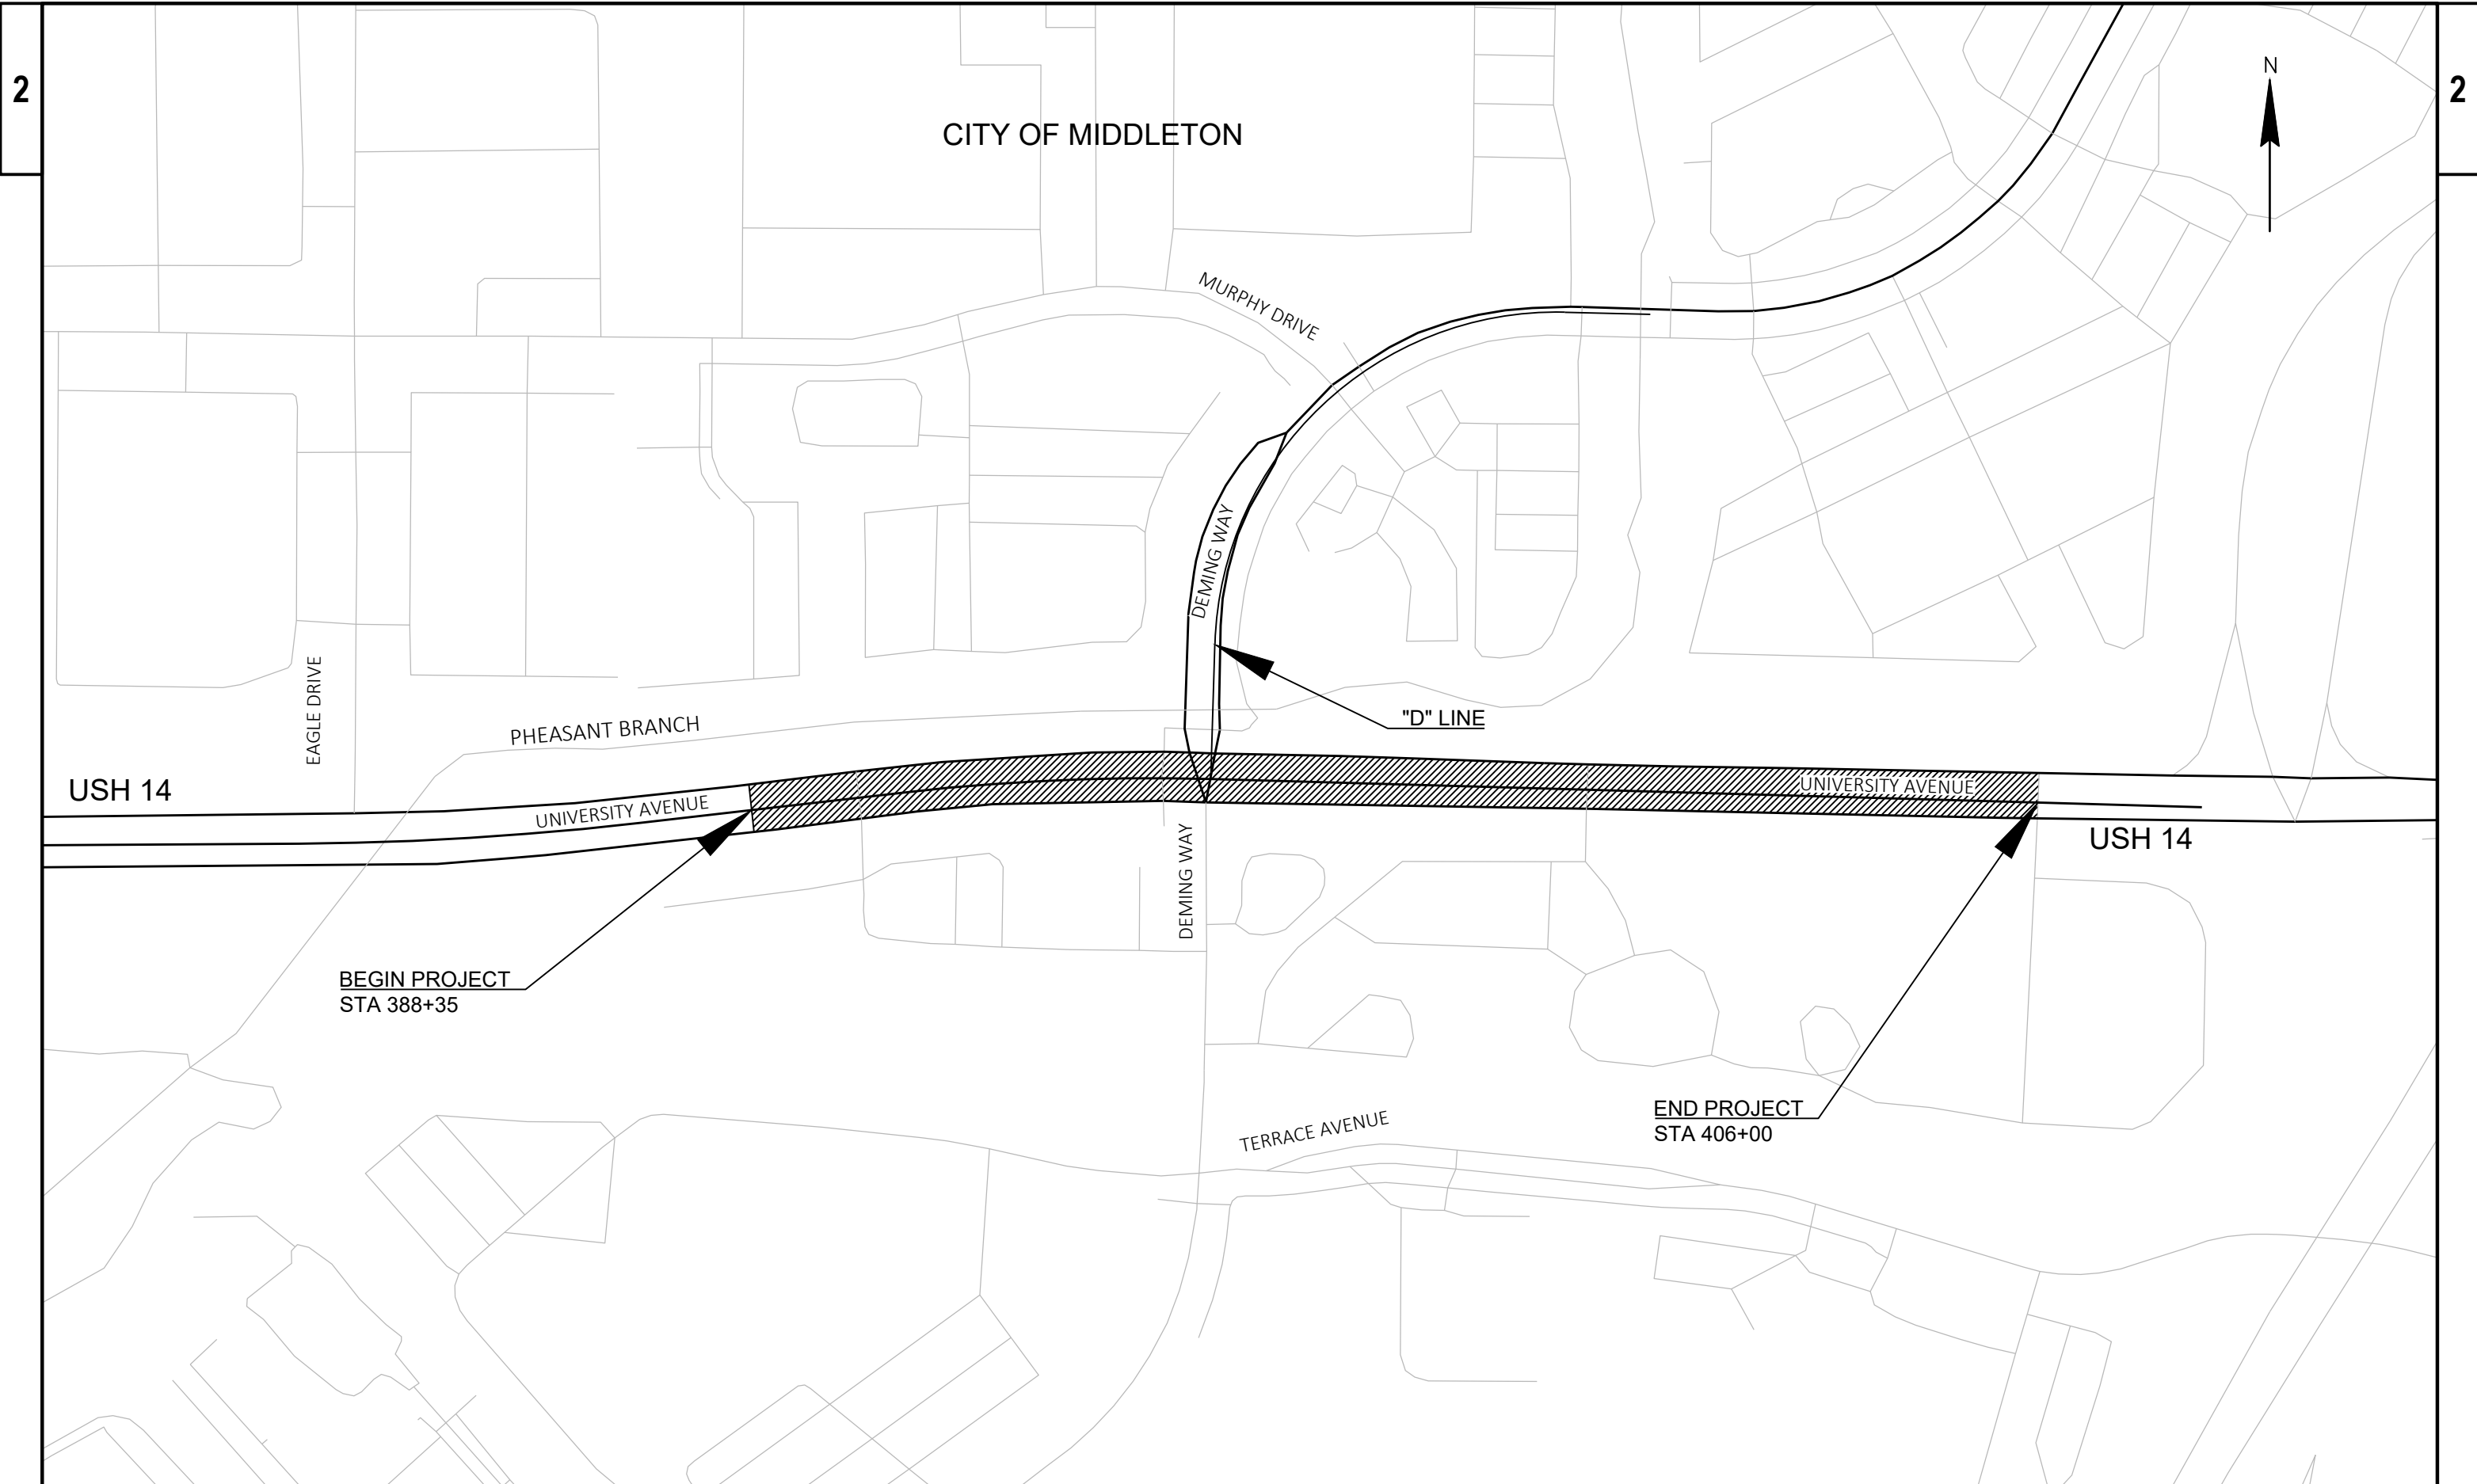 2
2
N
CITY OF MIDDLETON
MURPHY DRIVE
DEMING WAY
EAGLE DRIVE
PHEASANT BRANCH
"D" LINE
USH 14
UNIVERSITY AVENUE
UNIVERSITY AVENUE
USH 14
DEMING WAY
BEGIN PROJECT
STA 388+35
END PROJECT
STA 406+00
TERRACE AVENUE